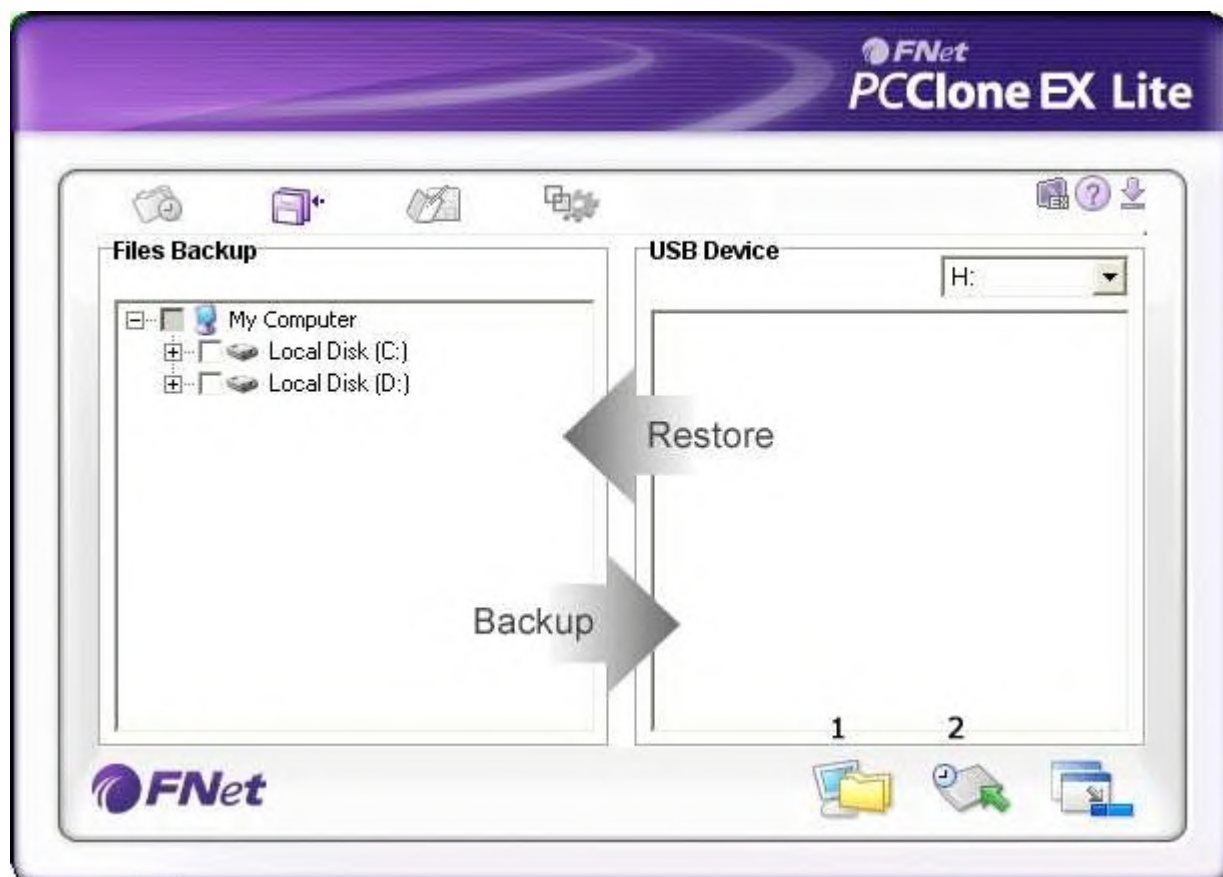 FNet
PCClone EX Lite
Files Backup
USB Device
H:
My Computer
Local Disk (C:)
Local Disk (D:)
Restore
Backup
1
2
FNet